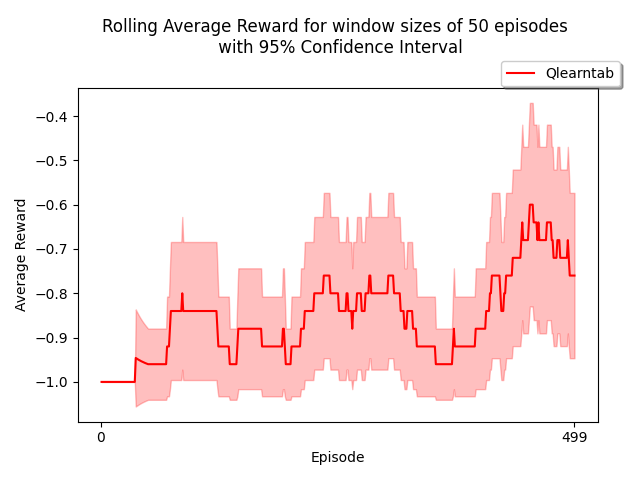 Rolling Average Reward for window sizes of 50 episodes
with 95% Confidence Interval
Qlearntab
−0.4
−0.5
−0.6
−0.7
−0.8
−0.9
−1.0
Average Reward
0
499
Episode